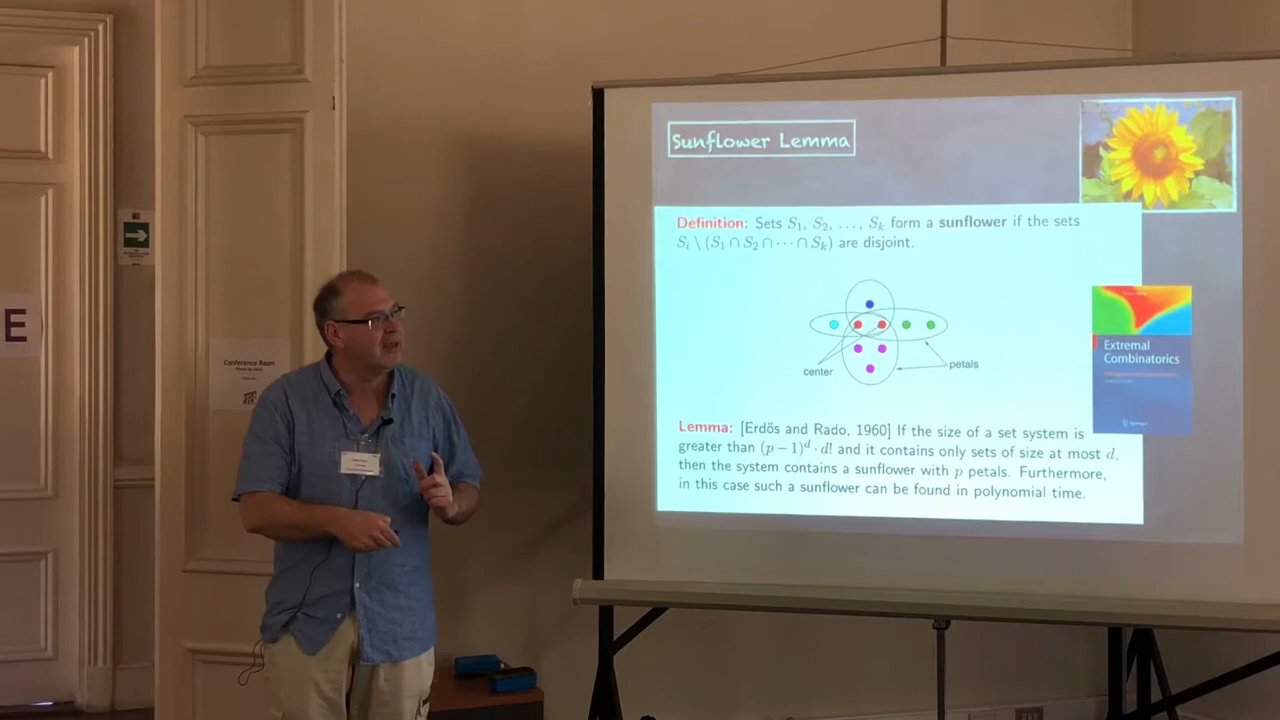 Sunflower Lemma
Definition: Sets S₁, S₂, ..., Sₖ form a sunflower if the sets
Sᵢ \ (S₁ ∩ S₂ ∩ ⋯ ∩ Sₖ) are disjoint.
center
petals
Extremal
Combinatorics
Springer
Lemma: [Erdős and Rado, 1960] If the size of a set system is
greater than (p − 1)ᵈ · d! and it contains only sets of size at most d,
then the system contains a sunflower with p petals. Furthermore,
in this case such a sunflower can be found in polynomial time.
E
Conference Room